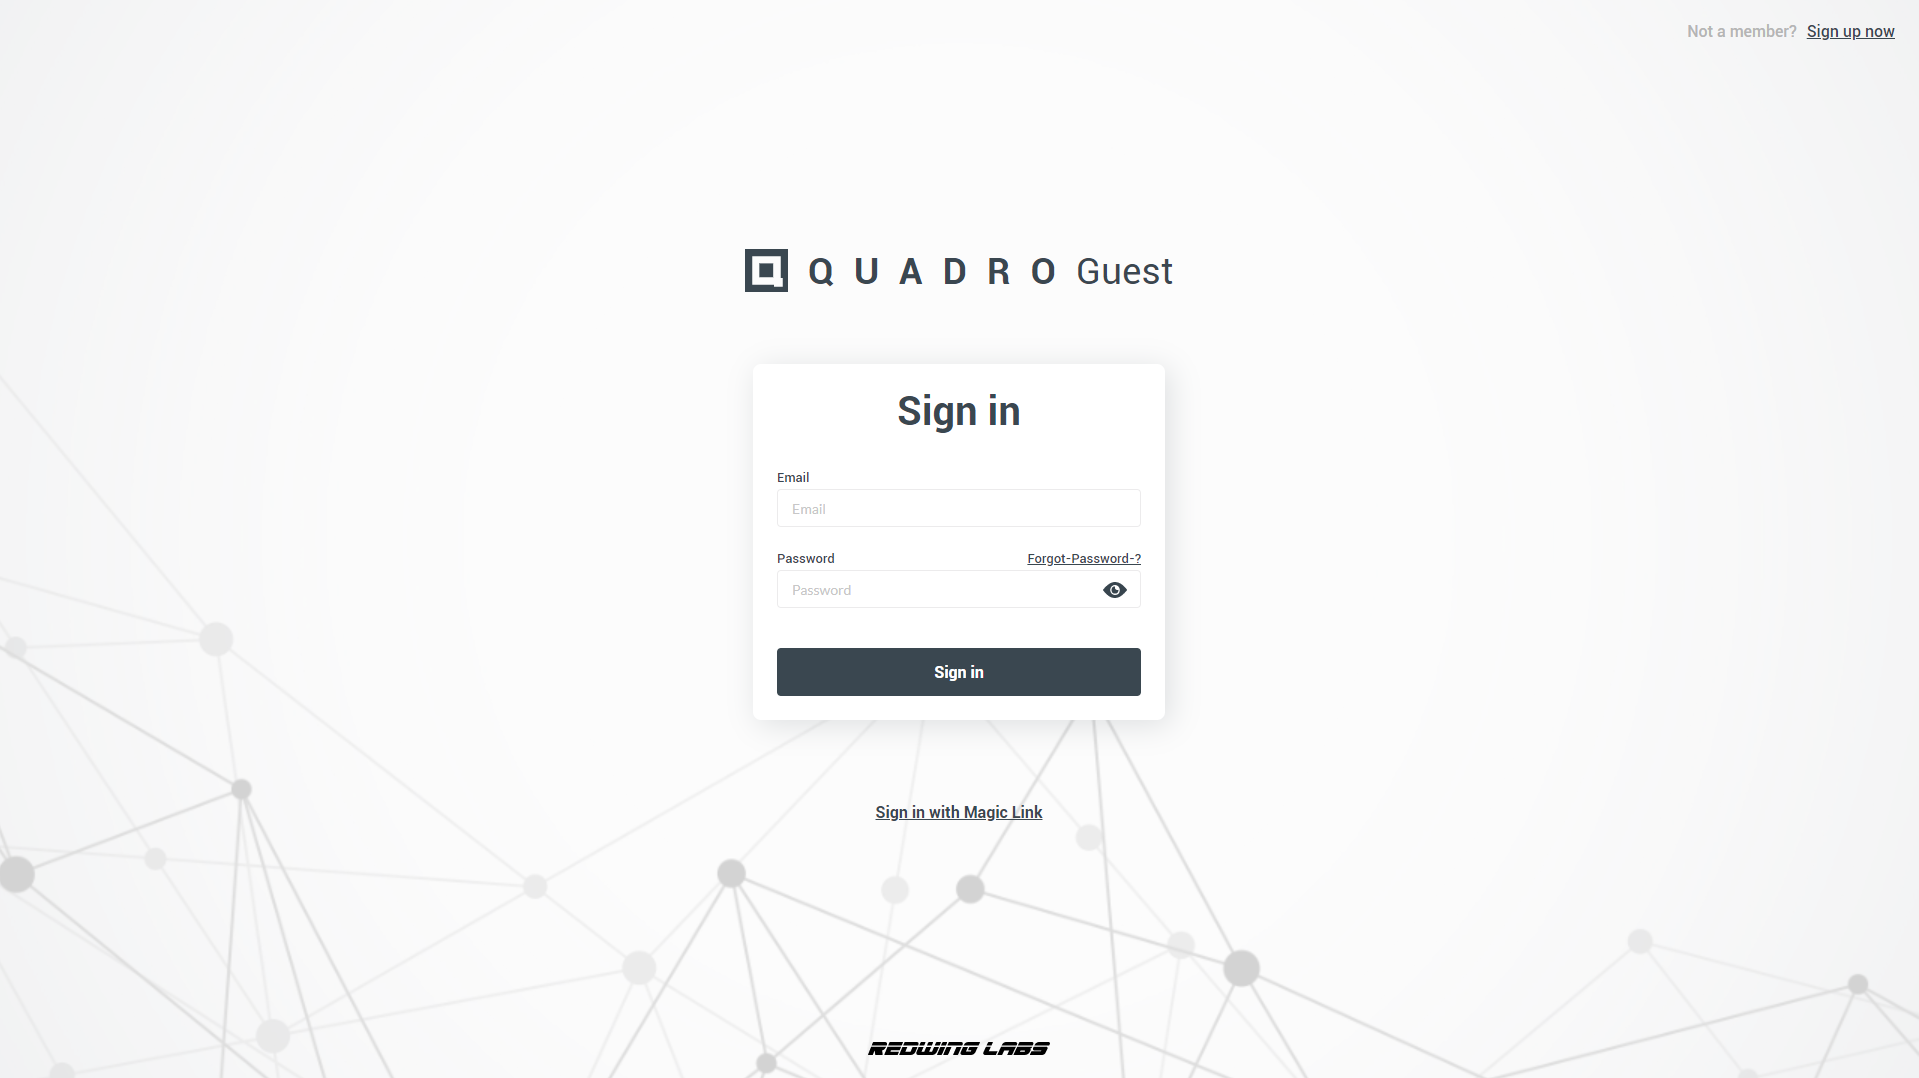 Not a member? Sign up now
QUADRO Guest
Sign in
Email
Email
Password Forgot-Password-?
Password
Sign in
Sign in with Magic Link
REDWING LABS